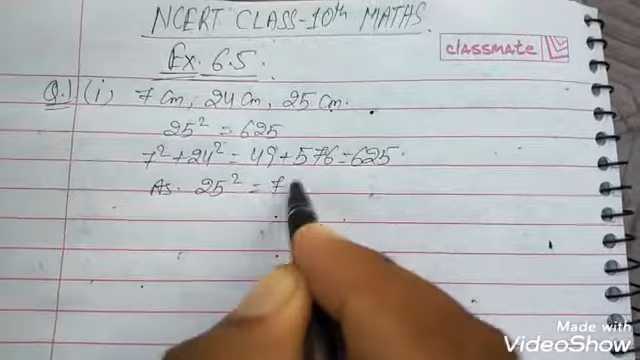 NCERT CLASS-10th MATHS.
classmate
Ex. 6.5.
Q.1 (i) 7 cm, 24 cm, 25 cm.
25² = 625
7² + 24² = 49 + 576 = 625.
As. 25² = 7
Made with
VideoShow